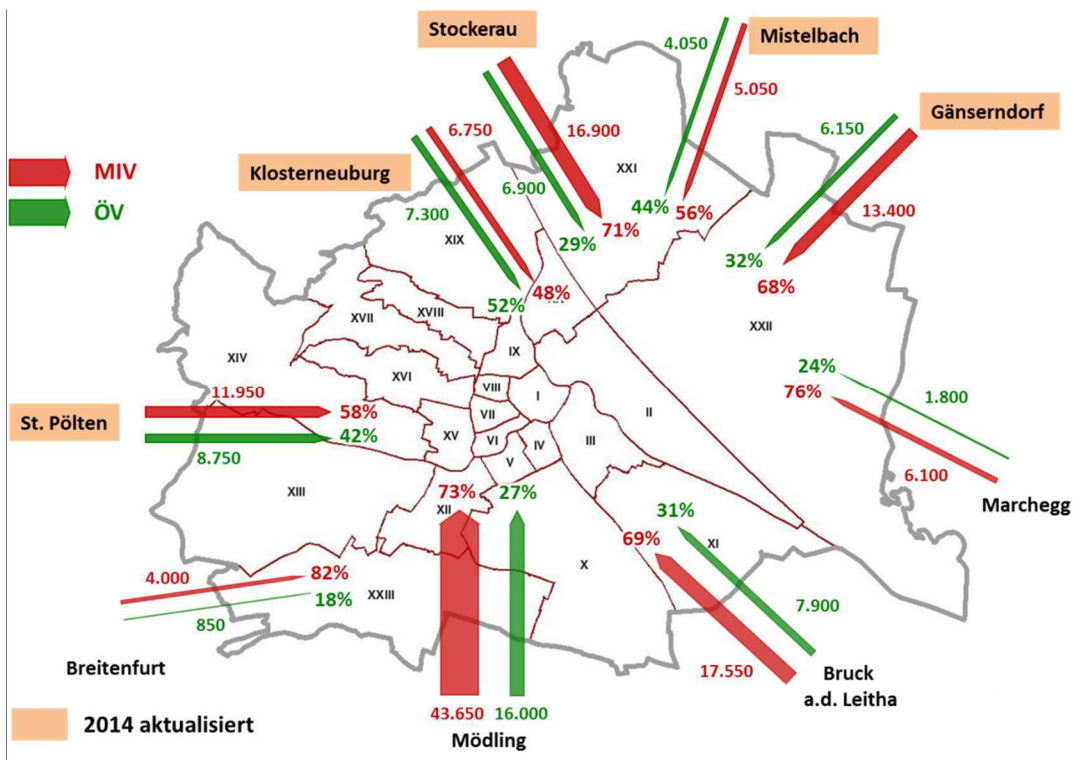 Stockerau
Mistelbach
4.050
5.050
Gänserndorf
6.150
13.400
6.750
16.900
6.900
XXI
MIV
ÖV
Klosterneuburg
7.300
XIX
44%
56%
71%
29%
32%
68%
48%
52%
XVII
XVIII
XXII
XIV
IX
XVI
VIII
I
24%
76%
1.800
11.950
58%
St. Pölten
42%
8.750
VII
XV
VI
IV
V
III
II
6.100
Marchegg
XIII
73%
27%
XII
31%
69%
XI
X
4.000
82%
18%
XXIII
850
7.900
Breitenfurt
17.550
Bruck
a.d. Leitha
2014 aktualisiert
43.650
16.000
Mödling